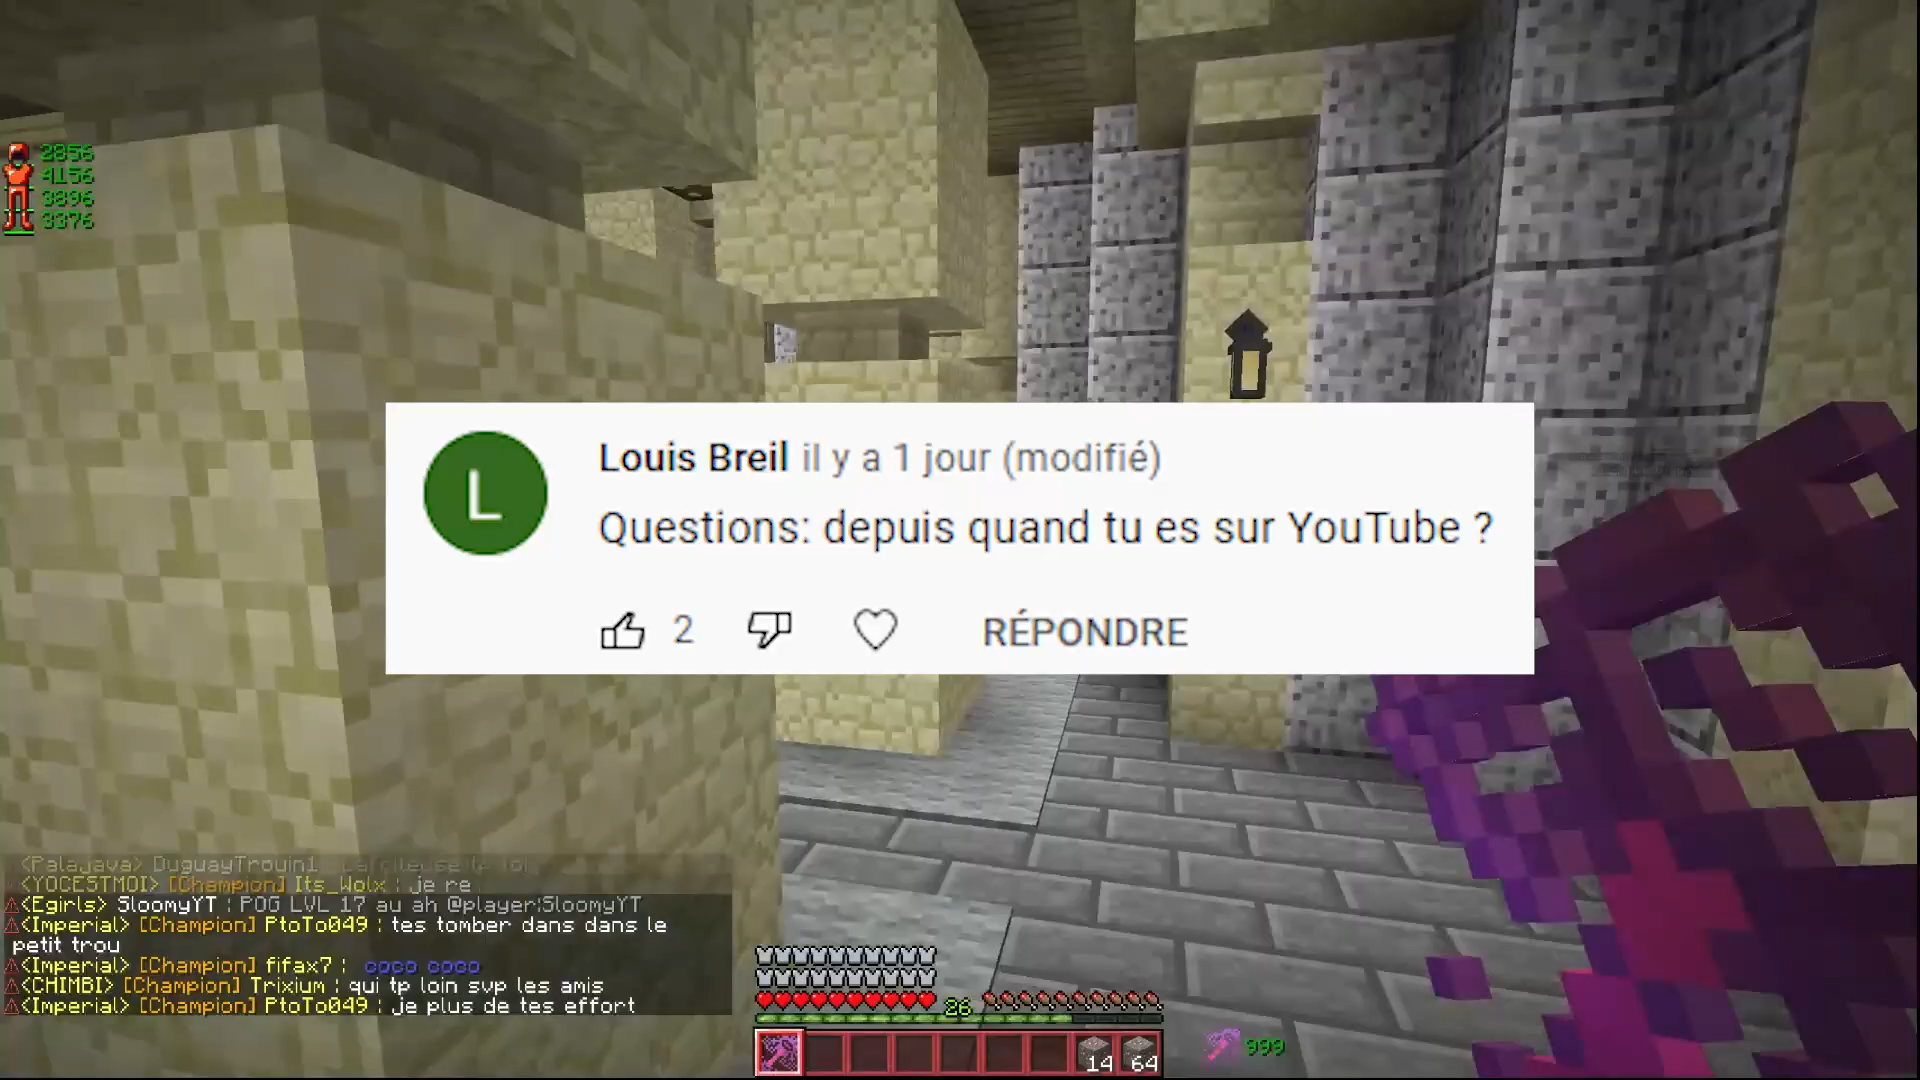 2856
4156
3896
3376
L
Louis Breil il y a 1 jour (modifié)
Questions: depuis quand tu es sur YouTube ?
2
RÉPONDRE
<Palajava> DuguayTrouin1
<YOCESTMOI> [Champion] Its_Wolx : je re
<Egirls> SloomyYT : POG LVL 17 au ah @player:SloomyYT
<Imperial> [Champion] PtoTo049 : tes tomber dans dans le
petit trou
<Imperial> [Champion] fifax7 : coco coco
<CHIMBI> [Champion] Trixium : qui tp loin svp les amis
<Imperial> [Champion] PtoTo049 : je plus de tes effort
26
14
64
999